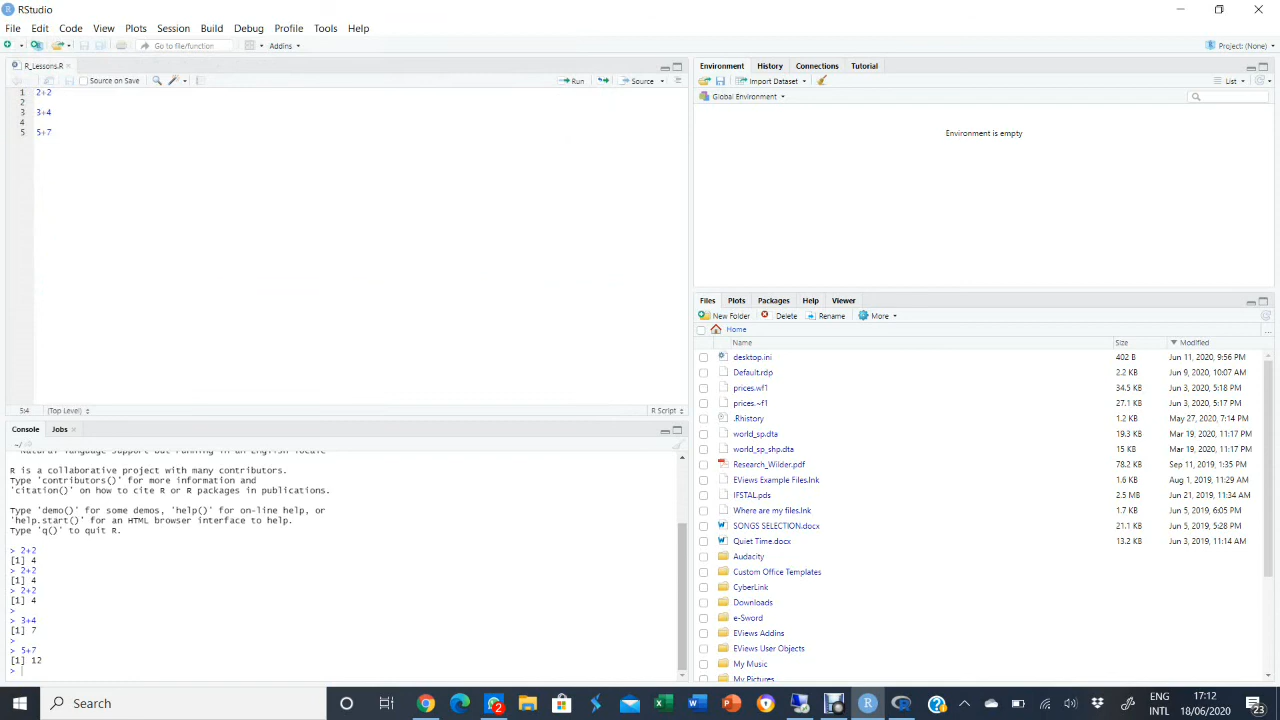 RStudio
File Edit Code View Plots Session Build Debug Profile Tools Help
Go to file/function Addins Project: (None)
R_Lessons.R
Source on Save Run Source
1 2+2
2
3 3+4
4
5 5+7
5:4 (Top Level) R Script
Console Jobs
~/
Natural language support but running in an English locale
R is a collaborative project with many contributors.
Type 'contributors()' for more information and
'citation()' on how to cite R or R packages in publications.
Type 'demo()' for some demos, 'help()' for on-line help, or
'help.start()' for an HTML browser interface to help.
Type 'q()' to quit R.
> 2+2
[1] 4
> 2+2
[1] 4
> 2+2
[1] 4
>
> 3+4
[1] 7
>
> 5+7
[1] 12
>
Environment History Connections Tutorial
Import Dataset List
Global Environment
Environment is empty
Files Plots Packages Help Viewer
New Folder Delete Rename More
Home
Name Size Modified
desktop.ini 402 B Jun 11, 2020, 9:56 PM
Default.rdp 2.2 KB Jun 9, 2020, 10:07 AM
prices.wf1 34.5 KB Jun 3, 2020, 5:18 PM
prices.~f1 27.1 KB Jun 3, 2020, 5:17 PM
.Rhistory 1.2 KB May 27, 2020, 7:14 PM
world_sp.dta 19.3 KB Mar 19, 2020, 11:17 PM
world_sp_shp.dta 15 KB Mar 19, 2020, 11:17 PM
Research_Wilder.pdf 78.2 KB Sep 11, 2019, 1:35 PM
EViews Example Files.lnk 1.6 KB Aug 1, 2019, 11:29 AM
IFSTAL.pds 2.5 MB Jun 21, 2019, 11:34 AM
Where are my files.lnk 1.7 KB Jun 5, 2019, 6:05 PM
SONGS SELECTION.docx 21.1 KB Jun 5, 2019, 5:28 PM
Quiet Time.docx 13.2 KB Jun 3, 2019, 11:14 AM
Audacity
Custom Office Templates
CyberLink
Downloads
e-Sword
EViews Addins
EViews User Objects
My Music
My Pictures
Search
2
ENG 17:12
INTL 18/06/2020
23